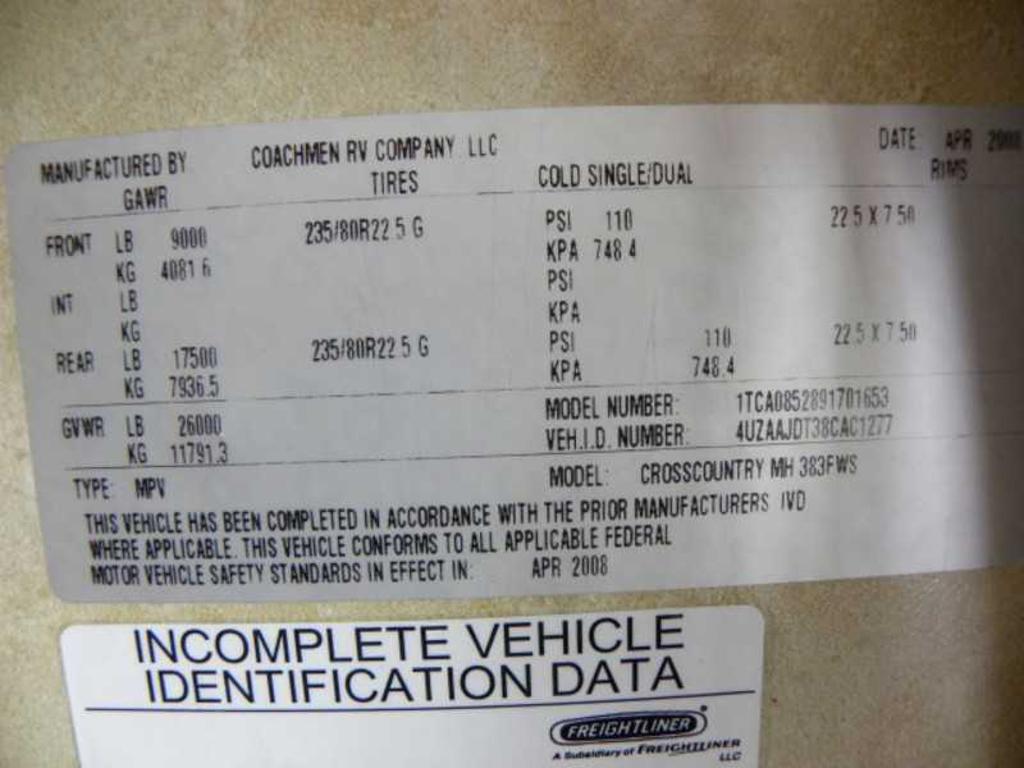 MANUFACTURED BY COACHMEN RV COMPANY LLC DATE APR 2008
GAWR TIRES COLD SINGLE/DUAL RIMS
FRONT LB 9000 235/80R22 5 G PSI 110 22 5 X 7 50
KG 4081 6 KPA 748 4
INT LB PSI
KG KPA
REAR LB 17500 235/80R22 5 G PSI 110 22 5 X 7 50
KG 7936.5 KPA 748.4
GVWR LB 26000 MODEL NUMBER: 1TCA0852891701653
KG 11791.3 VEH.I.D. NUMBER: 4UZAAJDT38CAC1277
TYPE: MPV MODEL: CROSSCOUNTRY MH 383FWS
THIS VEHICLE HAS BEEN COMPLETED IN ACCORDANCE WITH THE PRIOR MANUFACTURERS IVD
WHERE APPLICABLE. THIS VEHICLE CONFORMS TO ALL APPLICABLE FEDERAL
MOTOR VEHICLE SAFETY STANDARDS IN EFFECT IN: APR 2008
INCOMPLETE VEHICLE
IDENTIFICATION DATA
FREIGHTLINER
A Subsidiary of FREIGHTLINER
LLC